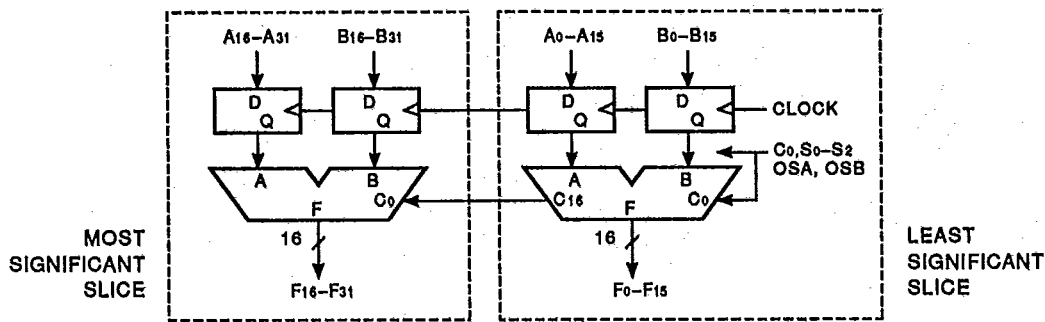 A16–A31 B16–B31 A0–A15 B0–B15
D D D D
Q Q Q Q
CLOCK
C0,S0–S2
OSA, OSB
A B A B
C0 C16 C0
F F
16 16
MOST
SIGNIFICANT
SLICE
LEAST
SIGNIFICANT
SLICE
F16–F31 F0–F15